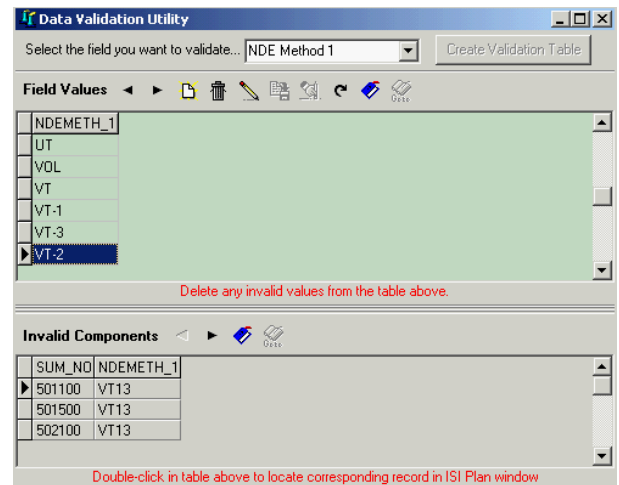 Data Validation Utility
Select the field you want to validate... NDE Method 1 Create Validation Table
Field Values Goto
NDEMETH_1
UT
VOL
VT
VT-1
VT-3
VT-2
Delete any invalid values from the table above.
Invalid Components Goto
SUM_NO NDEMETH_1
501100 VT13
501500 VT13
502100 VT13
Double-click in table above to locate corresponding record in ISI Plan window